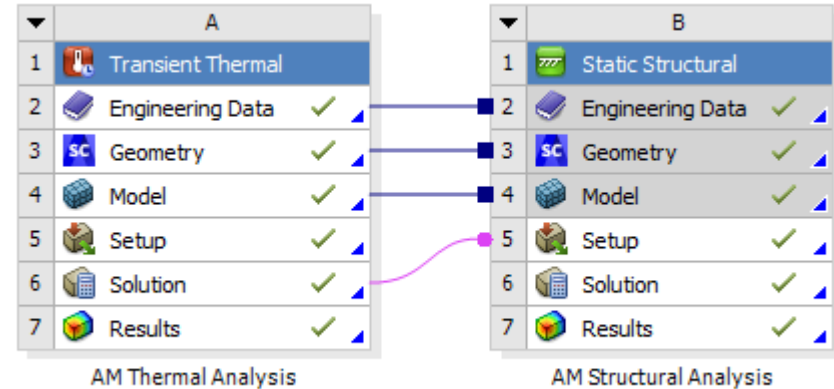 A
1 Transient Thermal
2 Engineering Data
3 SC Geometry
4 Model
5 Setup
6 Solution
7 Results
AM Thermal Analysis
B
1 Static Structural
2 Engineering Data
3 SC Geometry
4 Model
5 Setup
6 Solution
7 Results
AM Structural Analysis